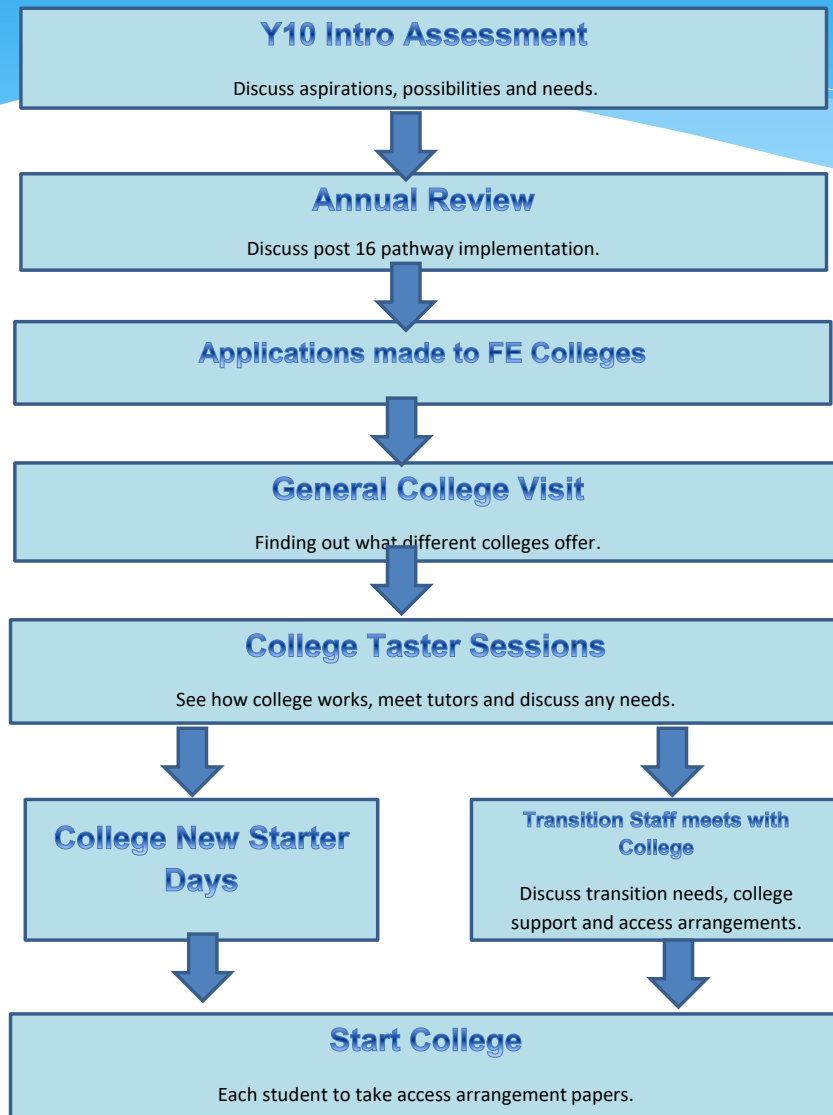 Y10 Intro Assessment
Discuss aspirations, possibilities and needs.
Annual Review
Discuss post 16 pathway implementation.
Applications made to FE Colleges
General College Visit
Finding out what different colleges offer.
College Taster Sessions
See how college works, meet tutors and discuss any needs.
College New Starter
Days
Transition Staff meets with
College
Discuss transition needs, college
support and access arrangements.
Start College
Each student to take access arrangement papers.